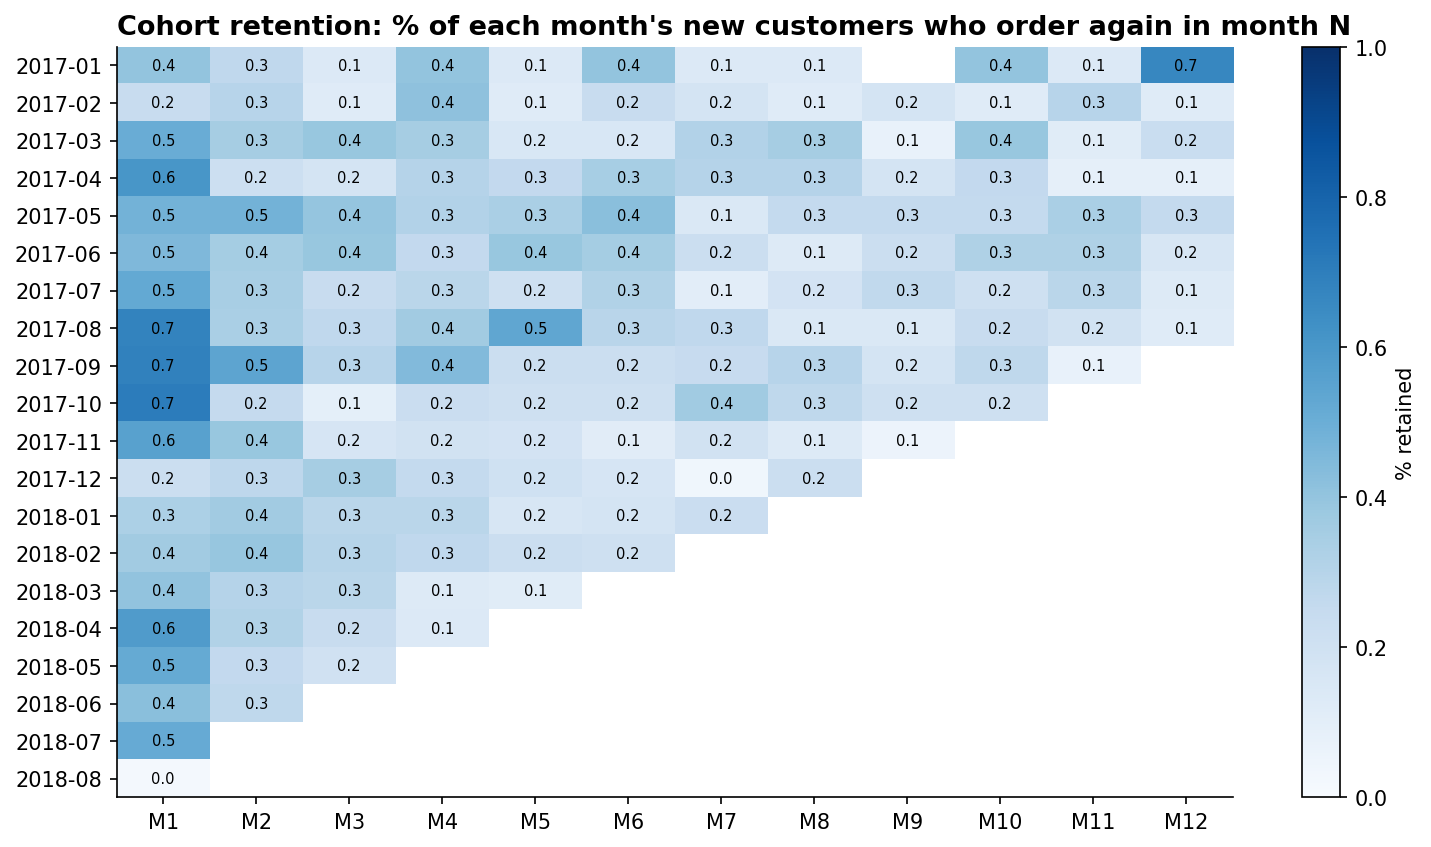 Cohort retention: % of each month's new customers who order again in month N
2017-01 0.4 0.3 0.1 0.4 0.1 0.4 0.1 0.1 0.4 0.1 0.7
2017-02 0.2 0.3 0.1 0.4 0.1 0.2 0.2 0.1 0.2 0.1 0.3 0.1
2017-03 0.5 0.3 0.4 0.3 0.2 0.2 0.3 0.3 0.1 0.4 0.1 0.2
2017-04 0.6 0.2 0.2 0.3 0.3 0.3 0.3 0.3 0.2 0.3 0.1 0.1
2017-05 0.5 0.5 0.4 0.3 0.3 0.4 0.1 0.3 0.3 0.3 0.3 0.3
2017-06 0.5 0.4 0.4 0.3 0.4 0.4 0.2 0.1 0.2 0.3 0.3 0.2
2017-07 0.5 0.3 0.2 0.3 0.2 0.3 0.1 0.2 0.3 0.2 0.3 0.1
2017-08 0.7 0.3 0.3 0.4 0.5 0.3 0.3 0.1 0.1 0.2 0.2 0.1
2017-09 0.7 0.5 0.3 0.4 0.2 0.2 0.2 0.3 0.2 0.3 0.1
2017-10 0.7 0.2 0.1 0.2 0.2 0.2 0.4 0.3 0.2 0.2
2017-11 0.6 0.4 0.2 0.2 0.2 0.1 0.2 0.1 0.1
2017-12 0.2 0.3 0.3 0.3 0.2 0.2 0.0 0.2
2018-01 0.3 0.4 0.3 0.3 0.2 0.2 0.2
2018-02 0.4 0.4 0.3 0.3 0.2 0.2
2018-03 0.4 0.3 0.3 0.1 0.1
2018-04 0.6 0.3 0.2 0.1
2018-05 0.5 0.3 0.2
2018-06 0.4 0.3
2018-07 0.5
2018-08 0.0
M1 M2 M3 M4 M5 M6 M7 M8 M9 M10 M11 M12
1.0
0.8
0.6
0.4
0.2
0.0
% retained